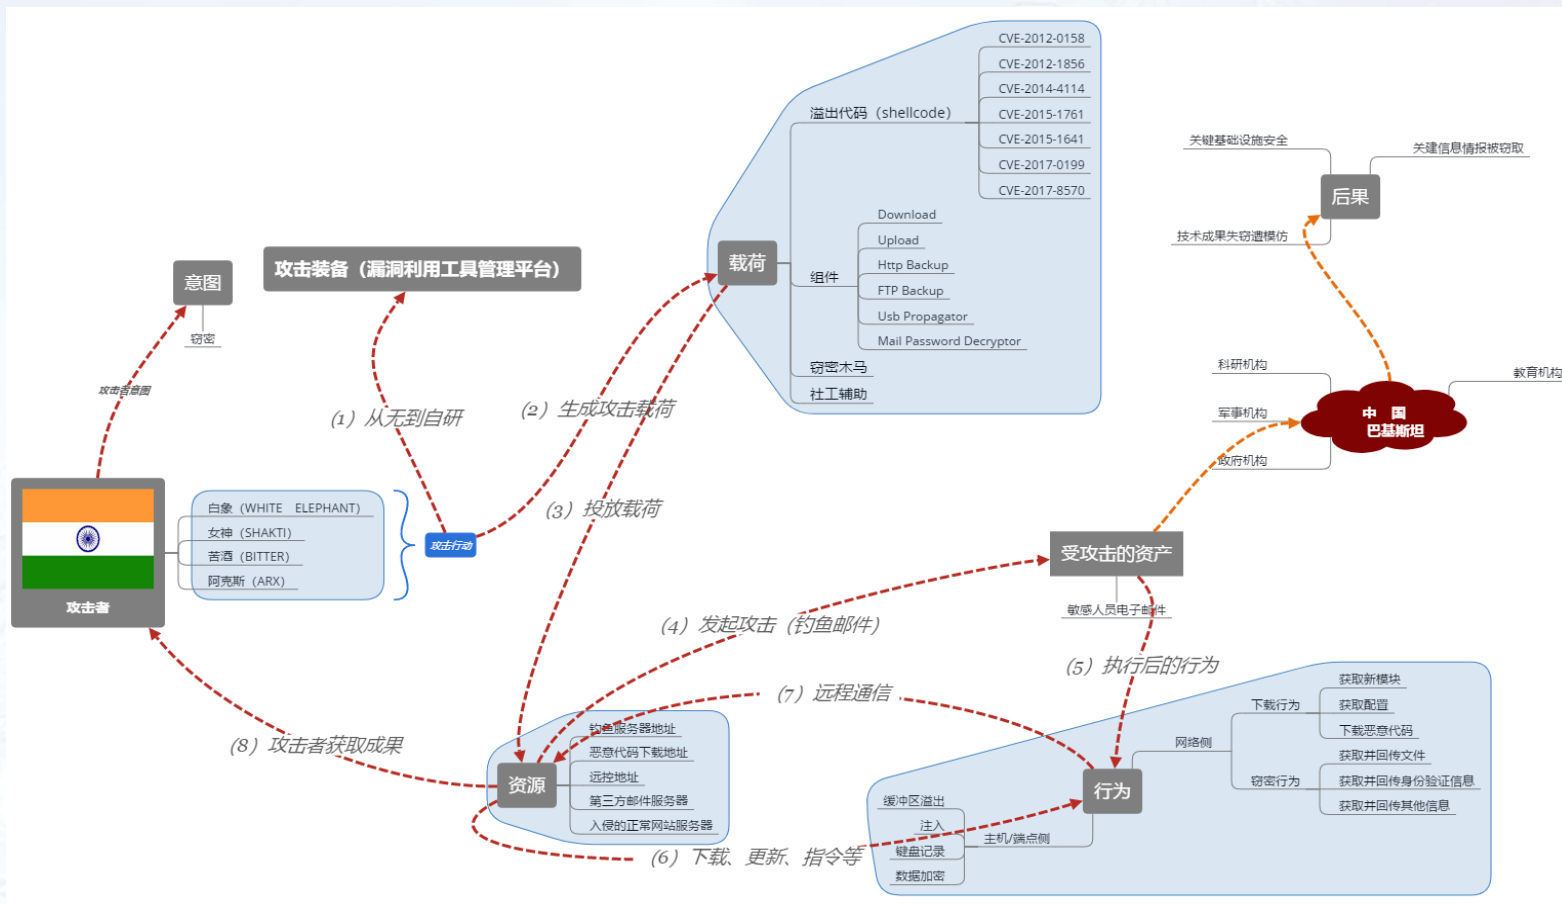 CVE-2012-0158
CVE-2012-1856
CVE-2014-4114
溢出代码（shellcode）
CVE-2015-1761
CVE-2015-1641
CVE-2017-0199
CVE-2017-8570
载荷
组件
Download
Upload
Http Backup
FTP Backup
Usb Propagator
Mail Password Decryptor
窃密木马
社工辅助
关键基础设施安全
关建信息情报被窃取
后果
技术成果失窃遭模仿
意图
窃密
攻击装备（漏洞利用工具管理平台）
攻击者意图
（1）从无到自研
（2）生成攻击载荷
（3）投放载荷
科研机构
教育机构
军事机构
中 国
巴基斯坦
政府机构
白象（WHITE ELEPHANT）
女神（SHAKTI）
苦酒（BITTER）
阿克斯（ARX）
攻击者
攻击行动
受攻击的资产
敏感人员电子邮件
（4）发起攻击（钓鱼邮件）
（5）执行后的行为
（7）远程通信
（8）攻击者获取成果
资源
钓鱼服务器地址
恶意代码下载地址
远控地址
第三方邮件服务器
入侵的正常网站服务器
（6）下载、更新、指令等
行为
网络侧
下载行为
获取新模块
获取配置
下载恶意代码
窃密行为
获取并回传文件
获取并回传身份验证信息
获取并回传其他信息
主机/端点侧
缓冲区溢出
注入
键盘记录
数据加密